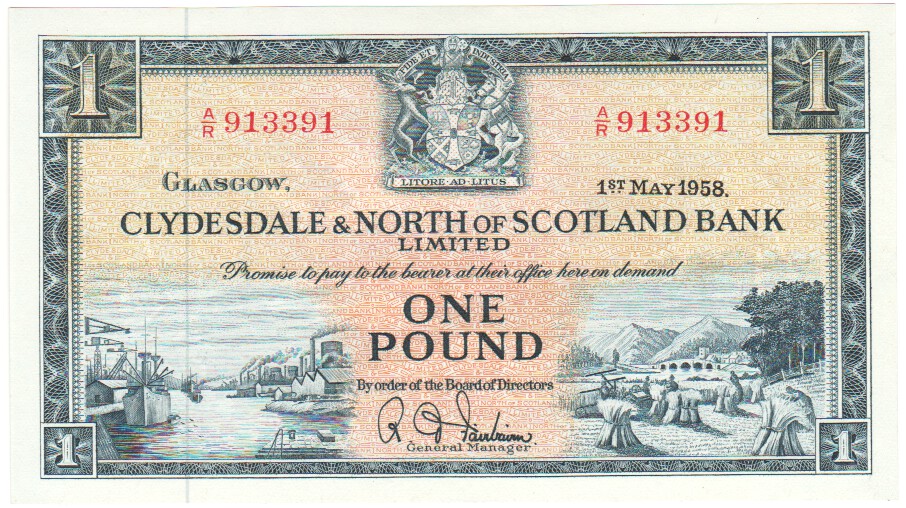 1 1
FIDE ET INDUSTRIA
A/R 913391 A/R 913391
LITORE·AD·LITUS
GLASGOW, 1ST MAY 1958.
CLYDESDALE & NORTH OF SCOTLAND BANK
LIMITED
Promise to pay to the bearer at their office here on demand
ONE
POUND
By order of the Board of Directors
R D Fairbairn
General Manager.
1 1